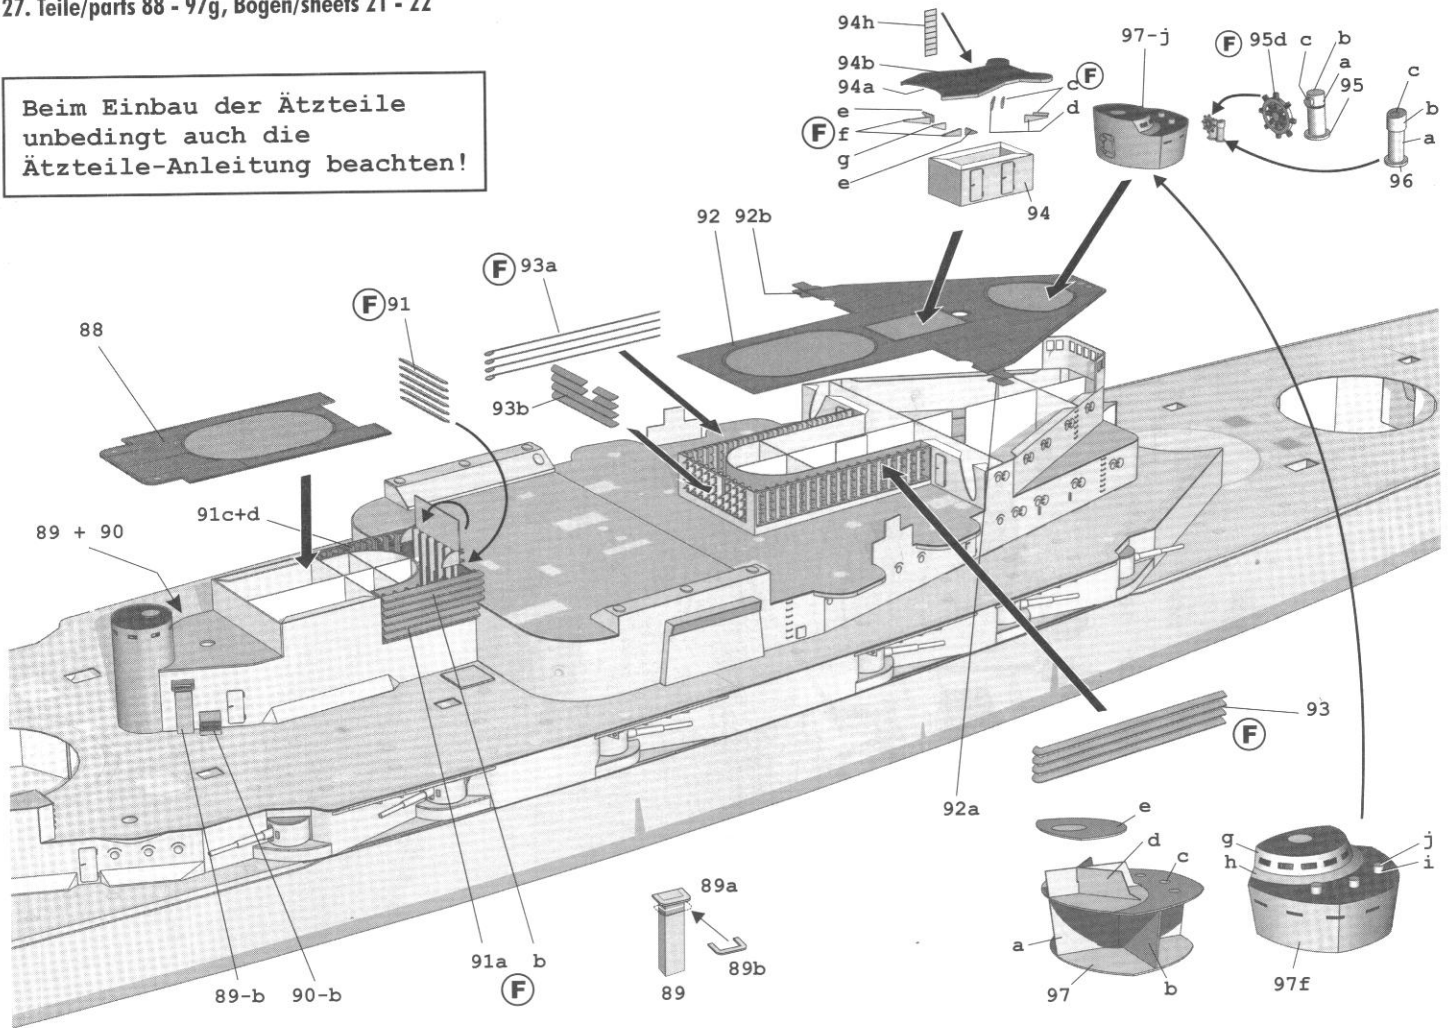 27. Teile/parts 88 - 97g, Bogen/sheets 21 - 22
Beim Einbau der Ätzteile
unbedingt auch die
Ätzteile-Anleitung beachten!
94h
94b
94a
e
F
f
g
e
c
F
d
94
97-j
F 95d c b
a
95
c
b
a
96
92 92b
F 93a
F 91
88
93b
91c+d
89 + 90
93
F
92a
e
d
c
a
97
b
g
h
j
i
97f
89a
89b
89
91a b
F
89-b
90-b